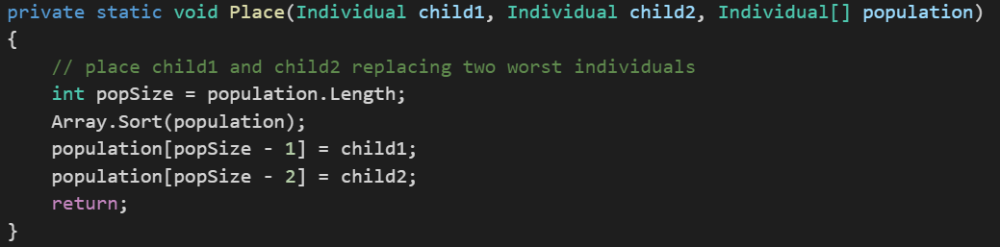 private static void Place(Individual child1, Individual child2, Individual[] population)
{
    // place child1 and child2 replacing two worst individuals
    int popSize = population.Length;
    Array.Sort(population);
    population[popSize - 1] = child1;
    population[popSize - 2] = child2;
    return;
}